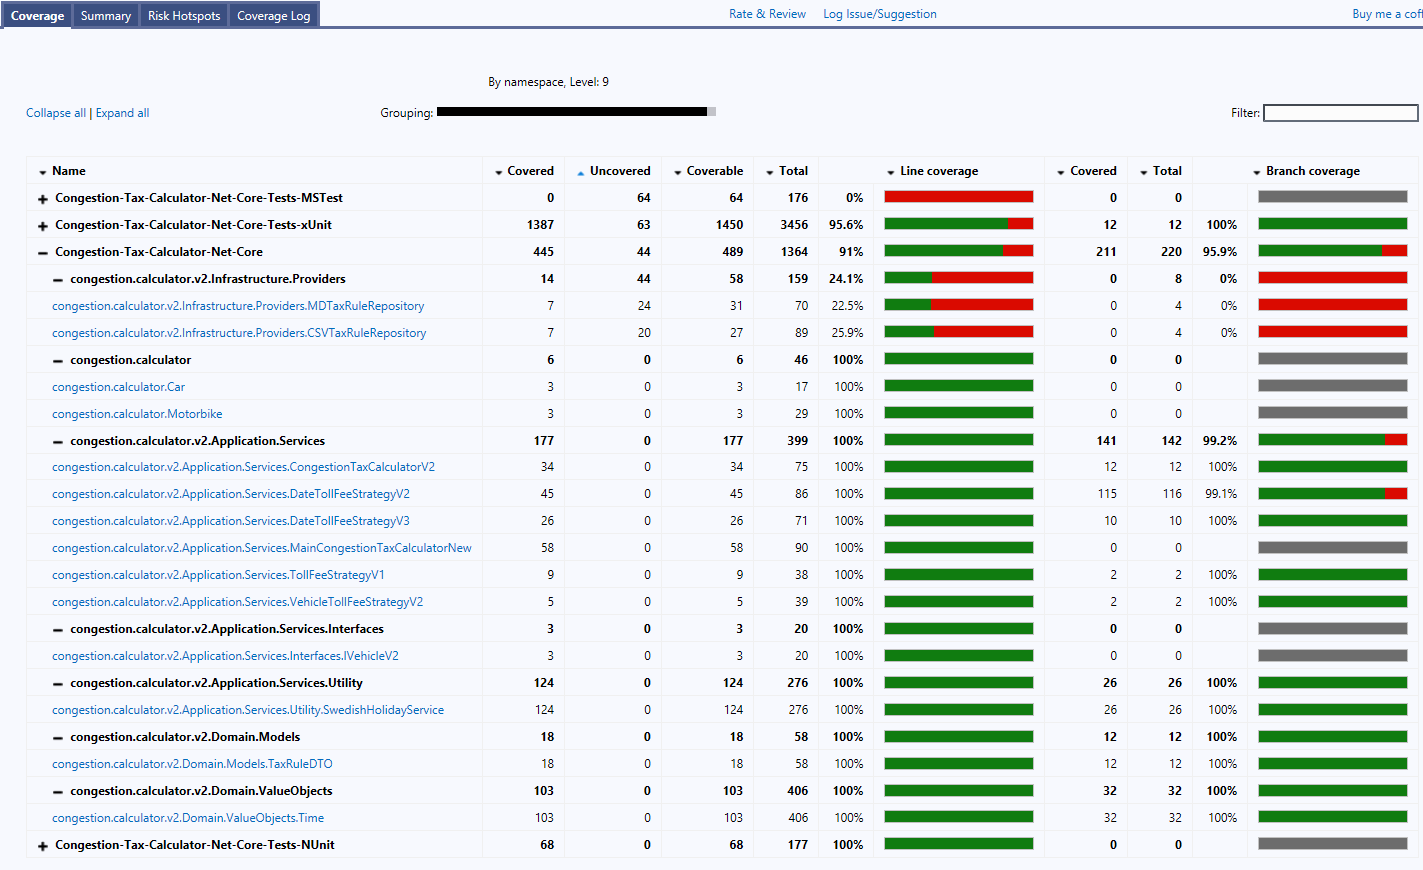 Coverage Summary Risk Hotspots Coverage Log Rate & Review Log Issue/Suggestion Buy me a cof
By namespace, Level: 9
Collapse all | Expand all Grouping: Filter:
Name Covered Uncovered Coverable Total Line coverage Covered Total Branch coverage
Congestion-Tax-Calculator-Net-Core-Tests-MSTest 0 64 64 176 0% 0 0
Congestion-Tax-Calculator-Net-Core-Tests-xUnit 1387 63 1450 3456 95.6% 12 12 100%
Congestion-Tax-Calculator-Net-Core 445 44 489 1364 91% 211 220 95.9%
congestion.calculator.v2.Infrastructure.Providers 14 44 58 159 24.1% 0 8 0%
congestion.calculator.v2.Infrastructure.Providers.MDTaxRuleRepository 7 24 31 70 22.5% 0 4 0%
congestion.calculator.v2.Infrastructure.Providers.CSVTaxRuleRepository 7 20 27 89 25.9% 0 4 0%
congestion.calculator 6 0 6 46 100% 0 0
congestion.calculator.Car 3 0 3 17 100% 0 0
congestion.calculator.Motorbike 3 0 3 29 100% 0 0
congestion.calculator.v2.Application.Services 177 0 177 399 100% 141 142 99.2%
congestion.calculator.v2.Application.Services.CongestionTaxCalculatorV2 34 0 34 75 100% 12 12 100%
congestion.calculator.v2.Application.Services.DateTollFeeStrategyV2 45 0 45 86 100% 115 116 99.1%
congestion.calculator.v2.Application.Services.DateTollFeeStrategyV3 26 0 26 71 100% 10 10 100%
congestion.calculator.v2.Application.Services.MainCongestionTaxCalculatorNew 58 0 58 90 100% 0 0
congestion.calculator.v2.Application.Services.TollFeeStrategyV1 9 0 9 38 100% 2 2 100%
congestion.calculator.v2.Application.Services.VehicleTollFeeStrategyV2 5 0 5 39 100% 2 2 100%
congestion.calculator.v2.Application.Services.Interfaces 3 0 3 20 100% 0 0
congestion.calculator.v2.Application.Services.Interfaces.IVehicleV2 3 0 3 20 100% 0 0
congestion.calculator.v2.Application.Services.Utility 124 0 124 276 100% 26 26 100%
congestion.calculator.v2.Application.Services.Utility.SwedishHolidayService 124 0 124 276 100% 26 26 100%
congestion.calculator.v2.Domain.Models 18 0 18 58 100% 12 12 100%
congestion.calculator.v2.Domain.Models.TaxRuleDTO 18 0 18 58 100% 12 12 100%
congestion.calculator.v2.Domain.ValueObjects 103 0 103 406 100% 32 32 100%
congestion.calculator.v2.Domain.ValueObjects.Time 103 0 103 406 100% 32 32 100%
Congestion-Tax-Calculator-Net-Core-Tests-NUnit 68 0 68 177 100% 0 0